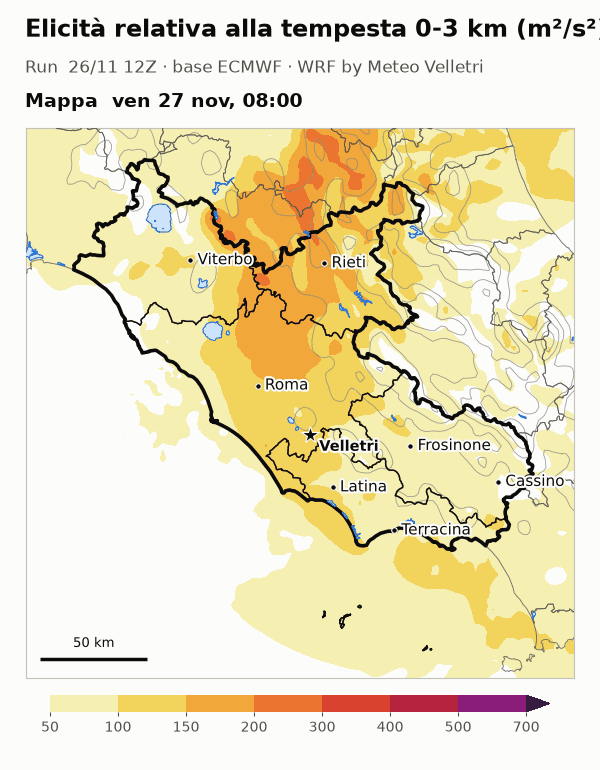 Elicità relativa alla tempesta 0-3 km (m²/s²)
Run 26/11 12Z · base ECMWF · WRF by Meteo Velletri
Mappa ven 27 nov, 08:00
Viterbo
Rieti
Roma
Velletri
Frosinone
Latina
Cassino
Terracina
50 km
50 100 150 200 300 400 500 700